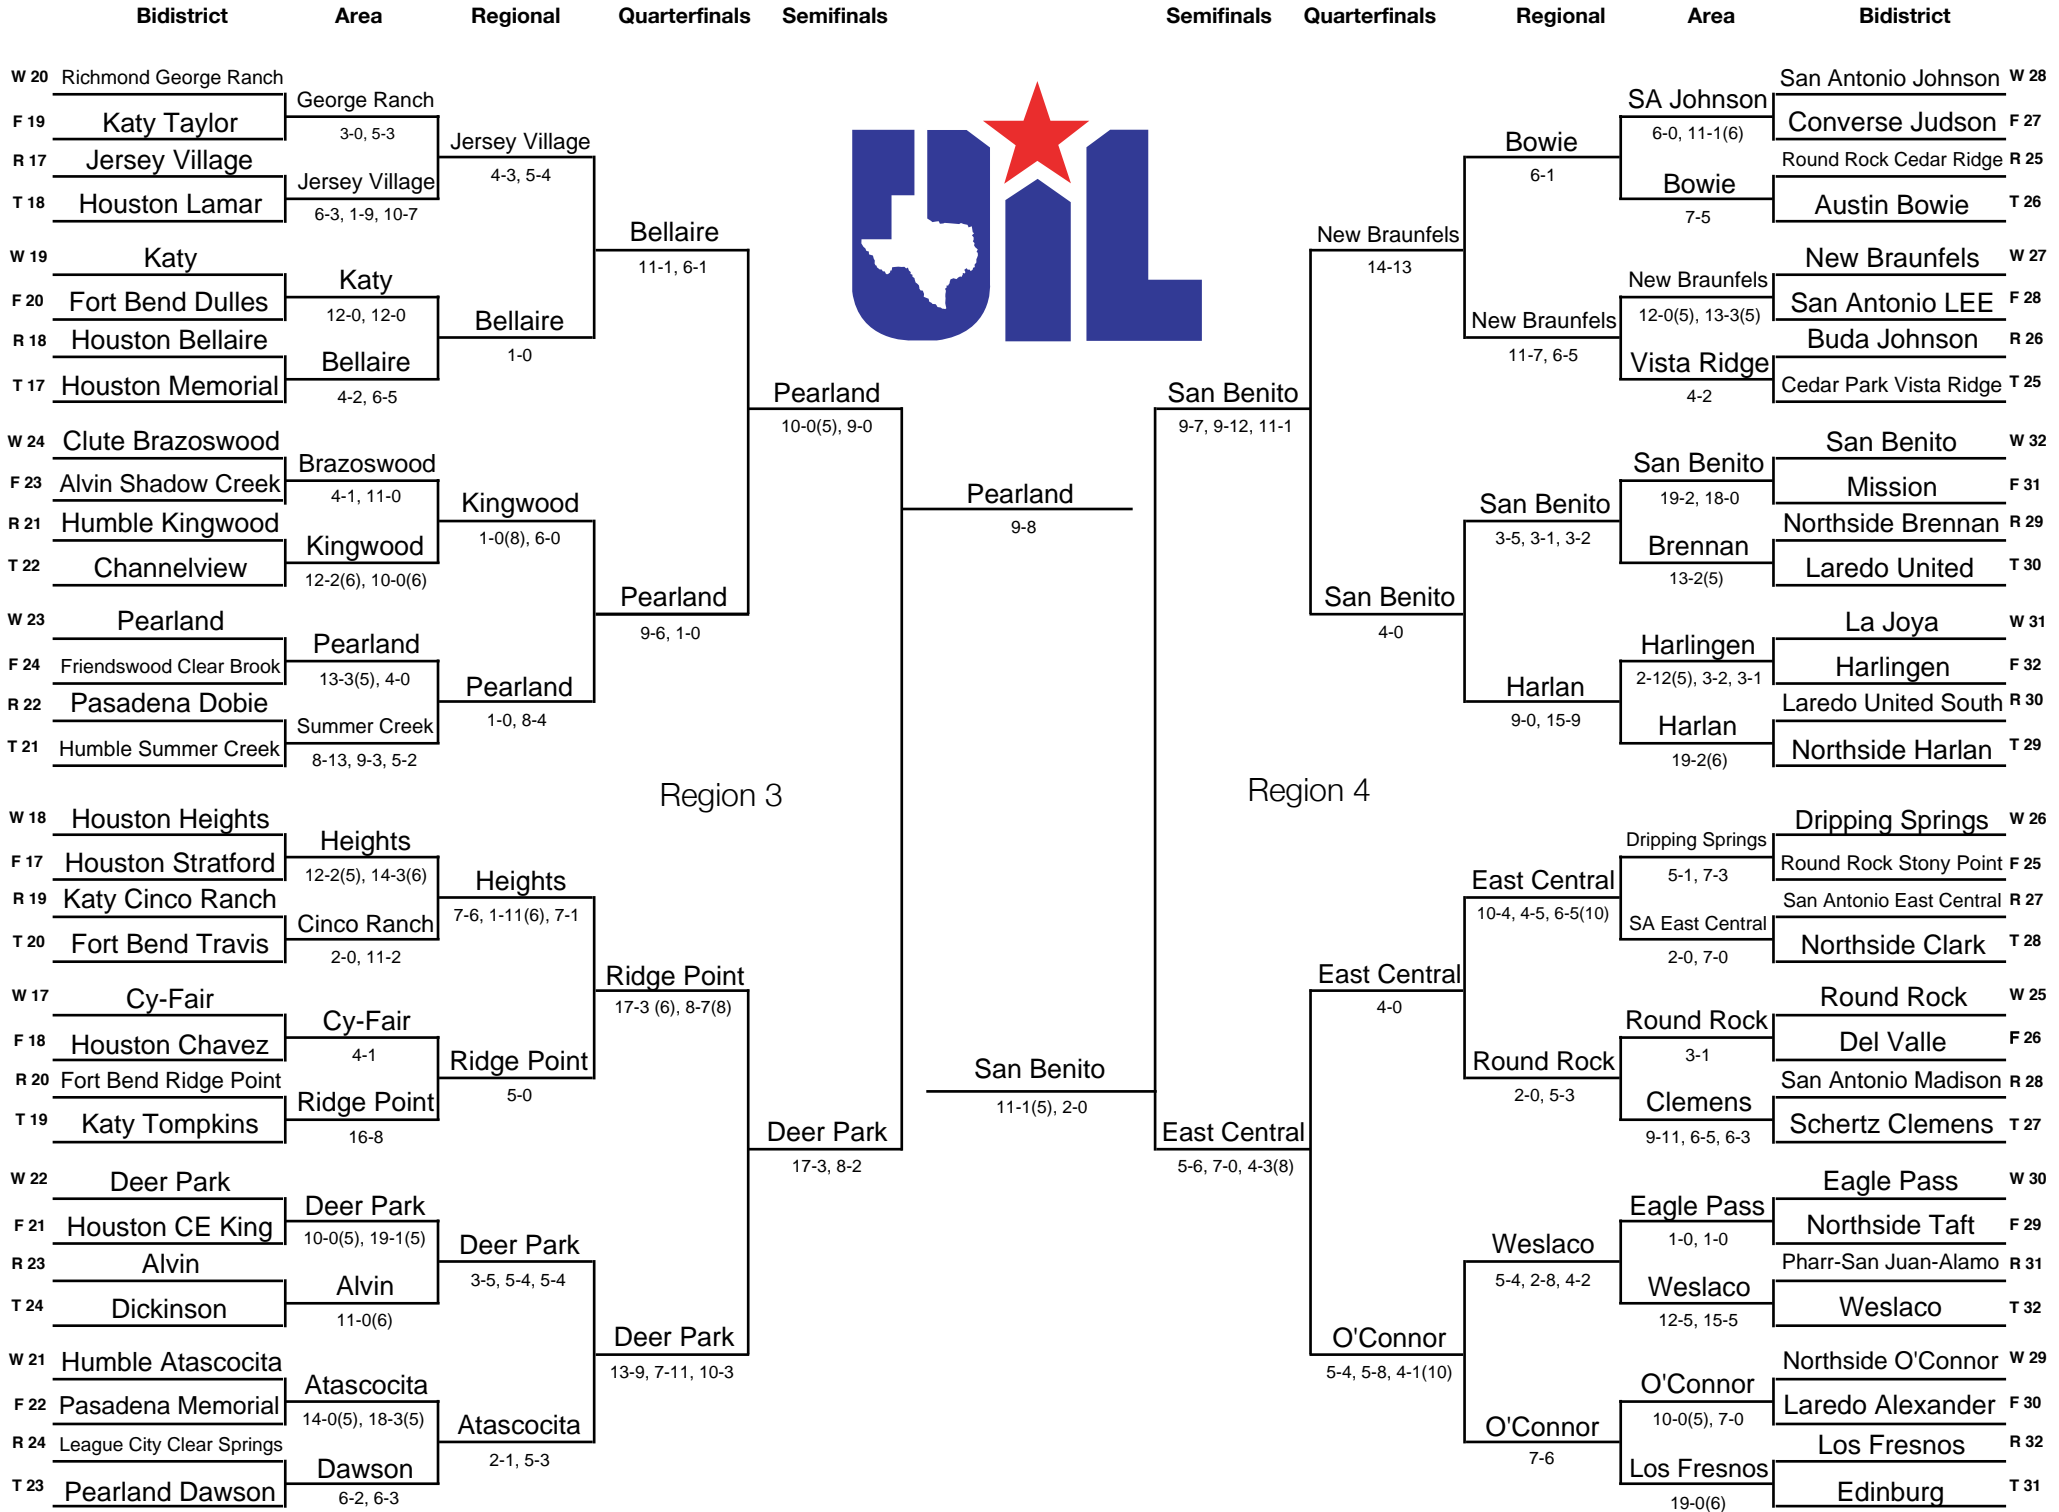 Bidistrict Area Regional Quarterfinals Semifinals Semifinals Quarterfinals Regional Area Bidistrict
W 20 Richmond George Ranch
George Ranch
F 19 Katy Taylor
3-0, 5-3
Jersey Village
R 17 Jersey Village
4-3, 5-4
Jersey Village
T 18 Houston Lamar
6-3, 1-9, 10-7
Bellaire
11-1, 6-1
W 19 Katy
Katy
F 20 Fort Bend Dulles
12-0, 12-0
Bellaire
R 18 Houston Bellaire
1-0
Bellaire
T 17 Houston Memorial
4-2, 6-5
Pearland
10-0(5), 9-0
W 24 Clute Brazoswood
Brazoswood
F 23 Alvin Shadow Creek
4-1, 11-0
Kingwood
R 21 Humble Kingwood
1-0(8), 6-0
Kingwood
T 22 Channelview
12-2(6), 10-0(6)
Pearland
9-6, 1-0
W 23 Pearland
Pearland
F 24 Friendswood Clear Brook
13-3(5), 4-0
Pearland
R 22 Pasadena Dobie
1-0, 8-4
Summer Creek
T 21 Humble Summer Creek
8-13, 9-3, 5-2
Region 3
W 18 Houston Heights
Heights
F 17 Houston Stratford
12-2(5), 14-3(6)
Heights
R 19 Katy Cinco Ranch
7-6, 1-11(6), 7-1
Cinco Ranch
T 20 Fort Bend Travis
2-0, 11-2
Ridge Point
17-3 (6), 8-7(8)
W 17 Cy-Fair
Cy-Fair
F 18 Houston Chavez
4-1
Ridge Point
R 20 Fort Bend Ridge Point
5-0
Ridge Point
T 19 Katy Tompkins
16-8
Deer Park
17-3, 8-2
W 22 Deer Park
Deer Park
F 21 Houston CE King
10-0(5), 19-1(5)
Deer Park
R 23 Alvin
3-5, 5-4, 5-4
Alvin
T 24 Dickinson
11-0(6)
Deer Park
13-9, 7-11, 10-3
W 21 Humble Atascocita
Atascocita
F 22 Pasadena Memorial
14-0(5), 18-3(5)
Atascocita
R 24 League City Clear Springs
2-1, 5-3
Dawson
T 23 Pearland Dawson
6-2, 6-3
UIL
Pearland
9-8
San Benito
11-1(5), 2-0
San Antonio Johnson W 28
SA Johnson
Converse Judson F 27
6-0, 11-1(6)
Bowie
6-1
Round Rock Cedar Ridge R 25
Bowie
Austin Bowie T 26
7-5
New Braunfels
14-13
New Braunfels W 27
New Braunfels
San Antonio LEE F 28
12-0(5), 13-3(5)
New Braunfels
11-7, 6-5
Buda Johnson R 26
Vista Ridge
Cedar Park Vista Ridge T 25
4-2
San Benito
9-7, 9-12, 11-1
San Benito W 32
San Benito
Mission F 31
19-2, 18-0
San Benito
3-5, 3-1, 3-2
Northside Brennan R 29
Brennan
Laredo United T 30
13-2(5)
San Benito
4-0
La Joya W 31
Harlingen
Harlingen F 32
2-12(5), 3-2, 3-1
Harlan
9-0, 15-9
Laredo United South R 30
Harlan
Northside Harlan T 29
19-2(6)
Region 4
Dripping Springs W 26
Dripping Springs
Round Rock Stony Point F 25
5-1, 7-3
East Central
10-4, 4-5, 6-5(10)
San Antonio East Central R 27
SA East Central
Northside Clark T 28
2-0, 7-0
East Central
4-0
Round Rock W 25
Round Rock
Del Valle F 26
3-1
Round Rock
2-0, 5-3
San Antonio Madison R 28
Clemens
Schertz Clemens T 27
9-11, 6-5, 6-3
East Central
5-6, 7-0, 4-3(8)
Eagle Pass W 30
Eagle Pass
Northside Taft F 29
1-0, 1-0
Weslaco
5-4, 2-8, 4-2
Pharr-San Juan-Alamo R 31
Weslaco
Weslaco T 32
12-5, 15-5
O'Connor
5-4, 5-8, 4-1(10)
Northside O'Connor W 29
O'Connor
Laredo Alexander F 30
10-0(5), 7-0
O'Connor
7-6
Los Fresnos R 32
Los Fresnos
Edinburg T 31
19-0(6)